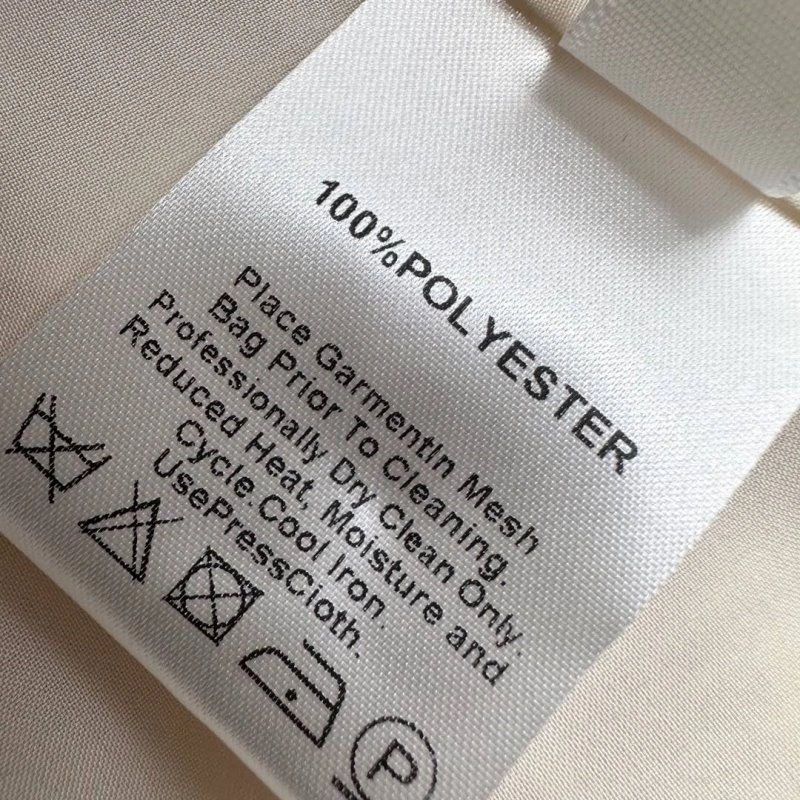 100%POLYESTER
Place GarmentIn Mesh
Bag Prior To Cleaning.
Professionally Dry Clean Only.
Reduced Heat, Moisture and
Cycle.Cool Iron.
UsePressCloth.
P